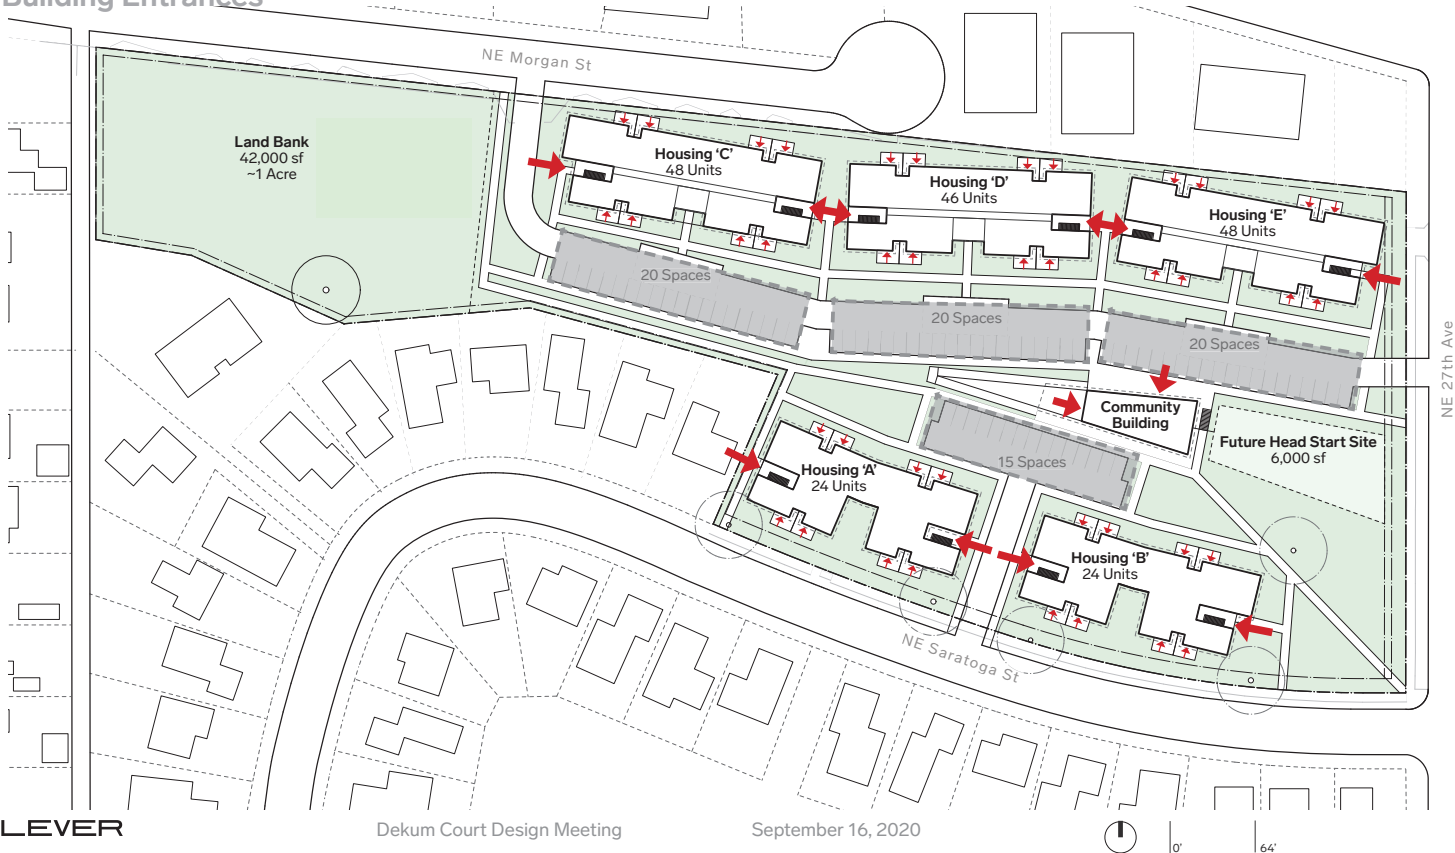 Building Entrances
NE Morgan St
Land Bank
42,000 sf
~1 Acre
Housing ‘C’
48 Units
Housing ‘D’
46 Units
Housing ‘E’
48 Units
20 Spaces
20 Spaces
20 Spaces
NE 27th Ave
Community
Building
Future Head Start Site
6,000 sf
15 Spaces
Housing ‘A’
24 Units
Housing ‘B’
24 Units
NE Saratoga St
LEVER
Dekum Court Design Meeting
September 16, 2020
0'
64'